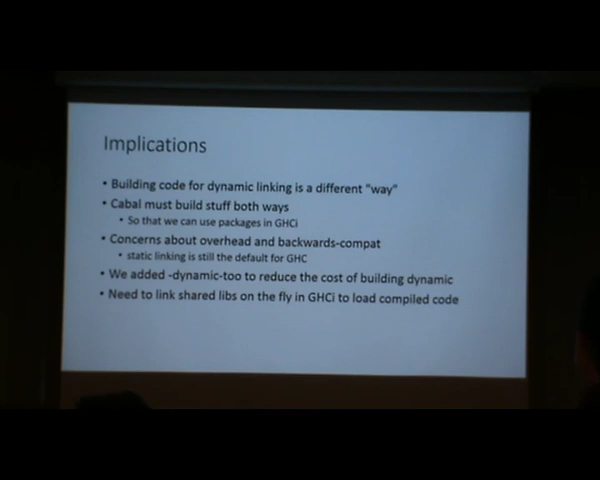 Implications
• Building code for dynamic linking is a different "way"
• Cabal must build stuff both ways
• So that we can use packages in GHCi
• Concerns about overhead and backwards-compat
• static linking is still the default for GHC
• We added -dynamic-too to reduce the cost of building dynamic
• Need to link shared libs on the fly in GHCi to load compiled code